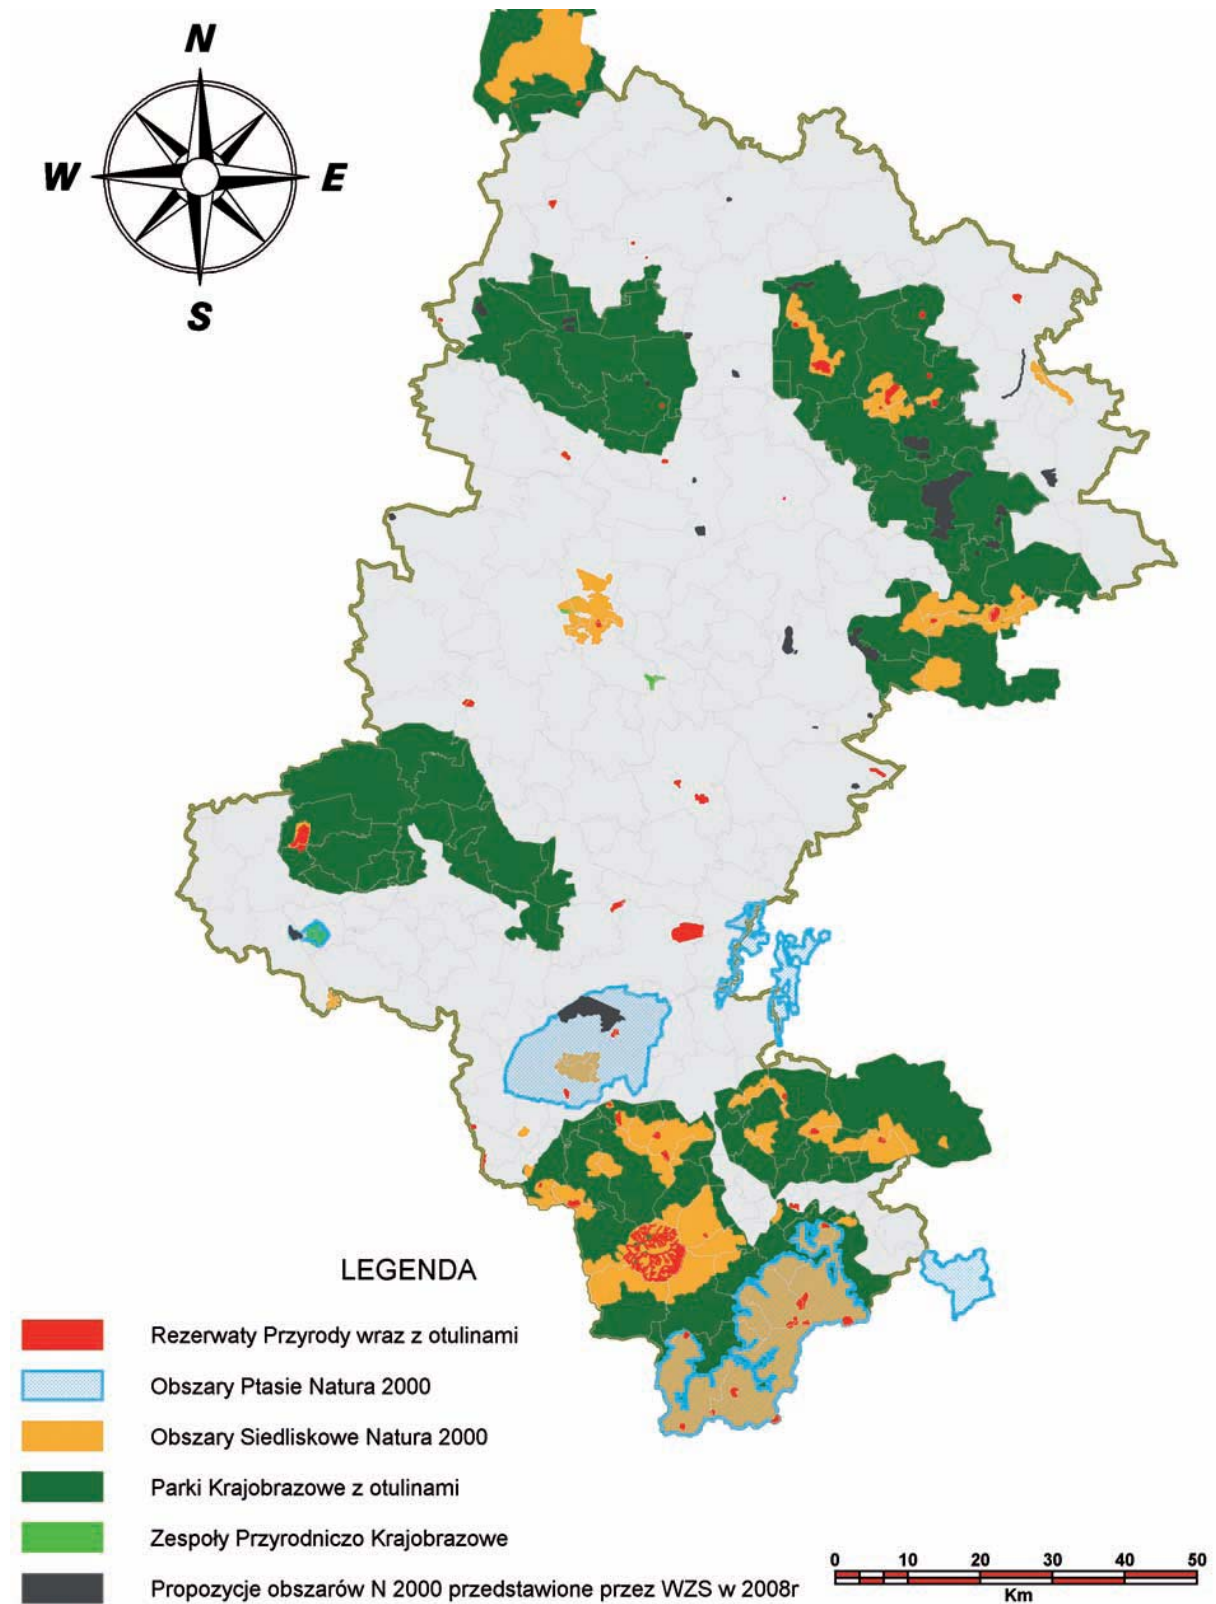 N
W
E
S
LEGENDA
Rezerwaty Przyrody wraz z otulinami
Obszary Ptasie Natura 2000
Obszary Siedliskowe Natura 2000
Parki Krajobrazowe z otulinami
Zespoły Przyrodniczo Krajobrazowe
Propozycje obszarów N 2000 przedstawione przez WZS w 2008r
0 10 20 30 40 50
Km